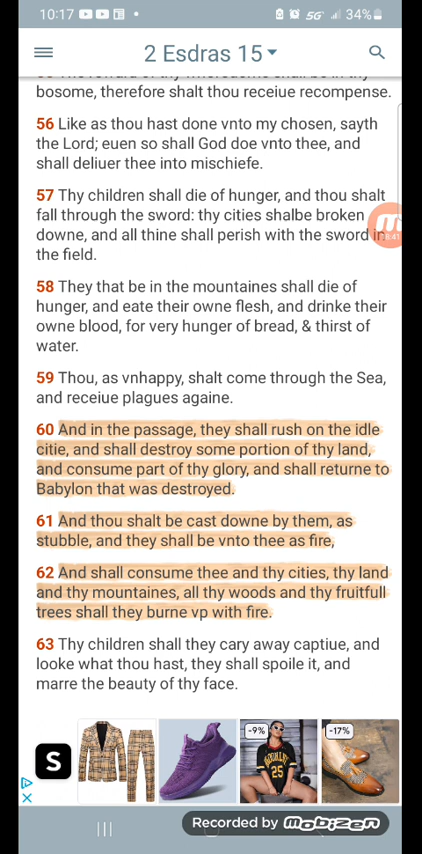 10:17
5G 34%
2 Esdras 15
bosome, therefore shalt thou receiue recompense.
56 Like as thou hast done vnto my chosen, sayth
the Lord; euen so shall God doe vnto thee, and
shall deliuer thee into mischiefe.
57 Thy children shall die of hunger, and thou shalt
fall through the sword: thy cities shalbe broken
downe, and all thine shall perish with the sword in
the field.
58 They that be in the mountaines shall die of
hunger, and eate their owne flesh, and drinke their
owne blood, for very hunger of bread, & thirst of
water.
59 Thou, as vnhappy, shalt come through the Sea,
and receiue plagues againe.
60 And in the passage, they shall rush on the idle
citie, and shall destroy some portion of thy land,
and consume part of thy glory, and shall returne to
Babylon that was destroyed.
61 And thou shalt be cast downe by them, as
stubble, and they shall be vnto thee as fire,
62 And shall consume thee and thy cities, thy land
and thy mountaines, all thy woods and thy fruitfull
trees shall they burne vp with fire.
63 Thy children shall they cary away captiue, and
looke what thou hast, they shall spoile it, and
marre the beauty of thy face.
S
-9%
-17%
25
Recorded by mobizen